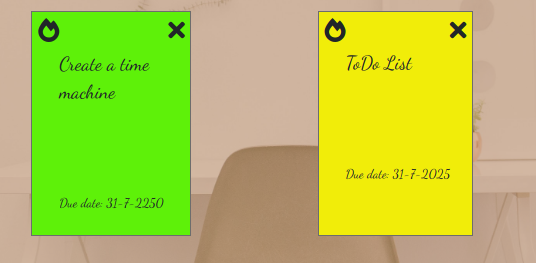 Create a time
machine
Due date: 31-7-2250
ToDo List
Due date: 31-7-2025